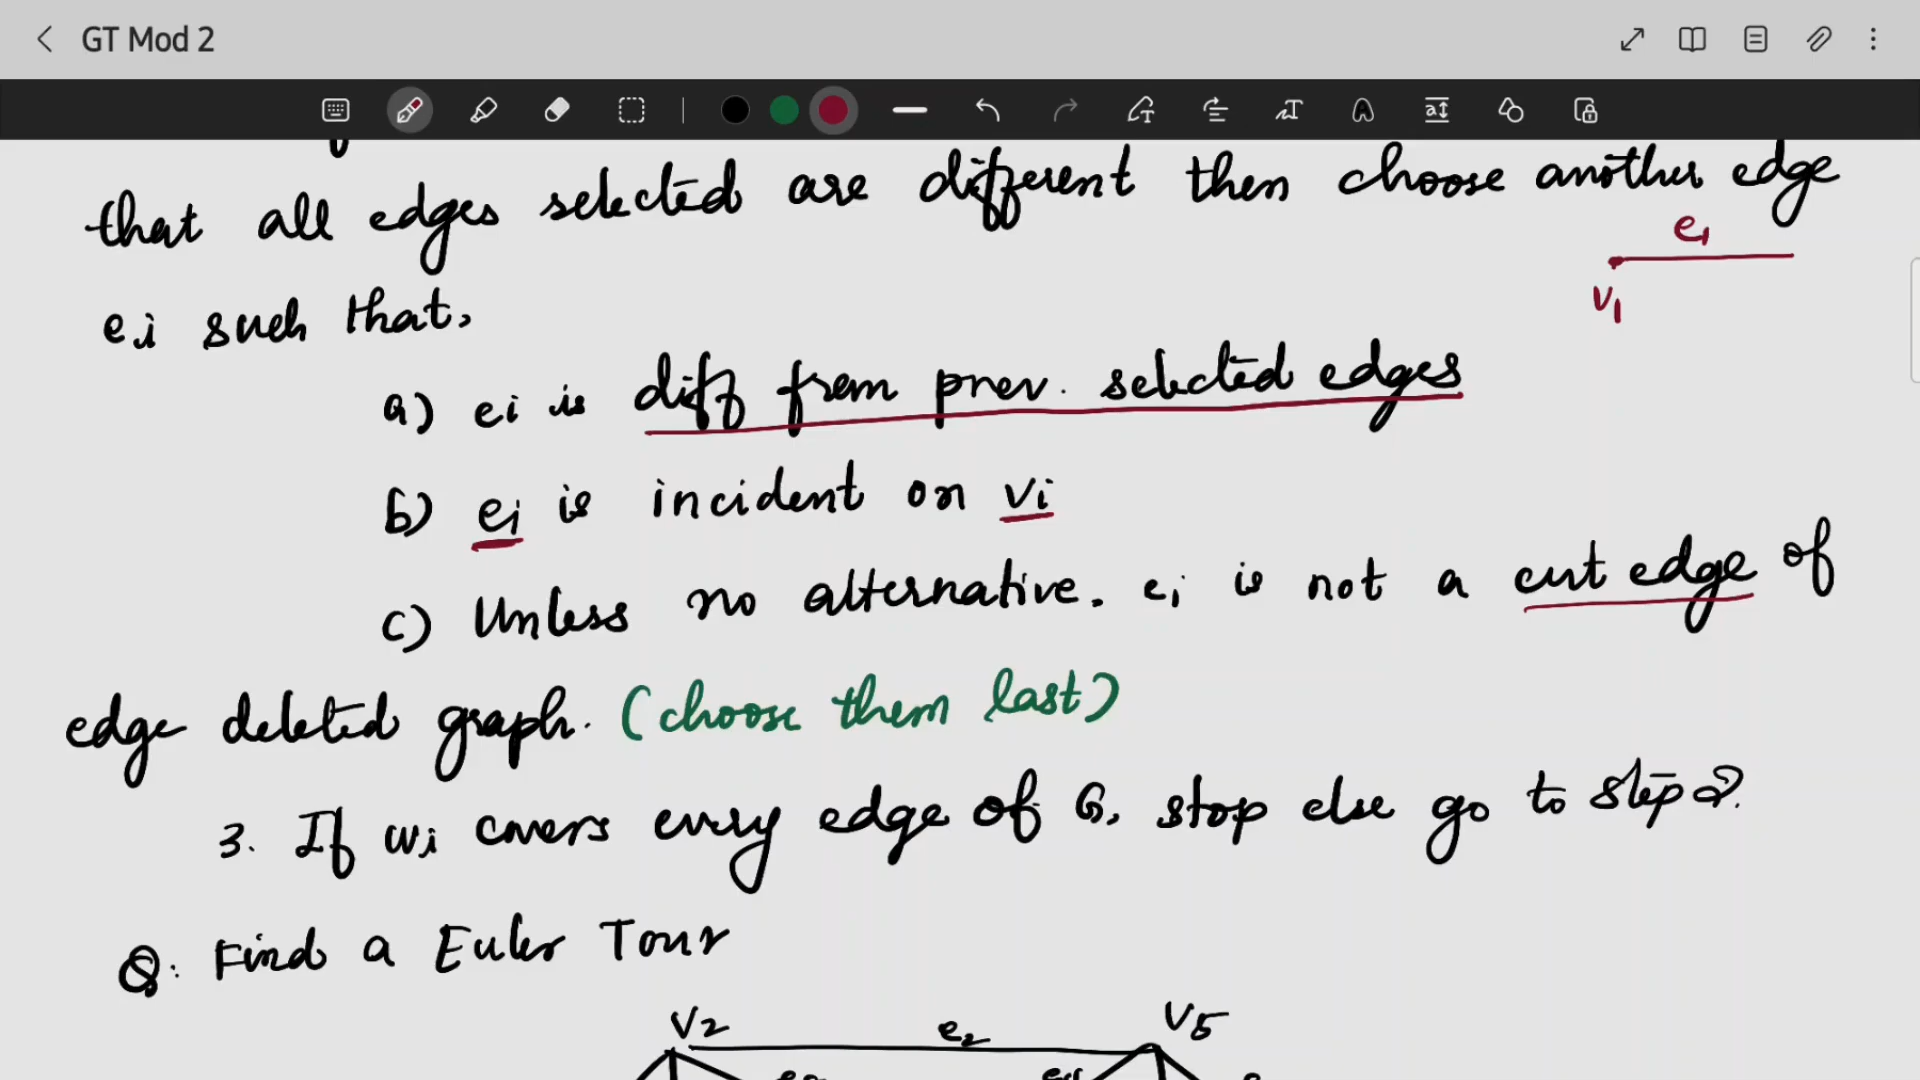 GT Mod 2
that all edges selected are different then choose another edge
e1
v1
ei such that,
a) ei is diff from prev. selected edges
b) ei is incident on vi
c) Unless no alternative. ei is not a cut edge of
edge deleted graph. (choose them last)
3. If wi covers every edge of G, stop else go to step 2.
Q: Find a Euler Tour
V2 e2 V5